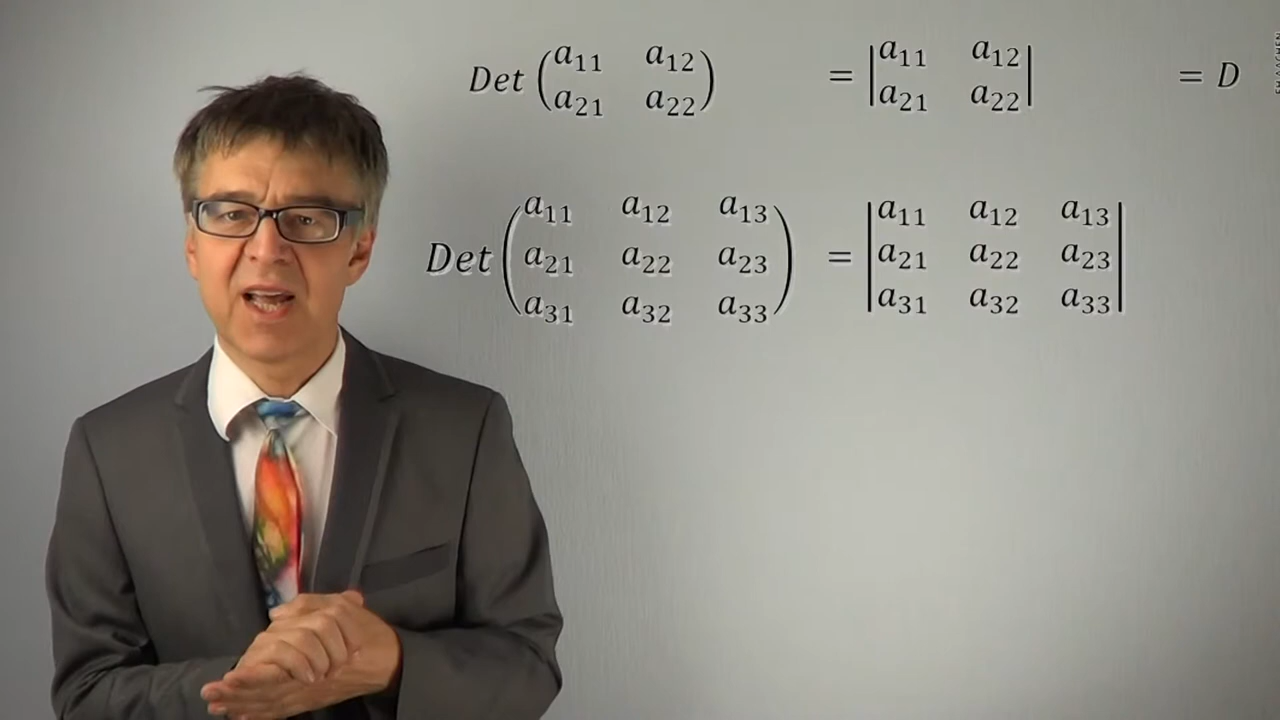 Det (a11 a12 = |a11 a12| = D
a21 a22) a21 a22
Det (a11 a12 a13) = |a11 a12 a13|
a21 a22 a23 a21 a22 a23
a31 a32 a33 a31 a32 a33